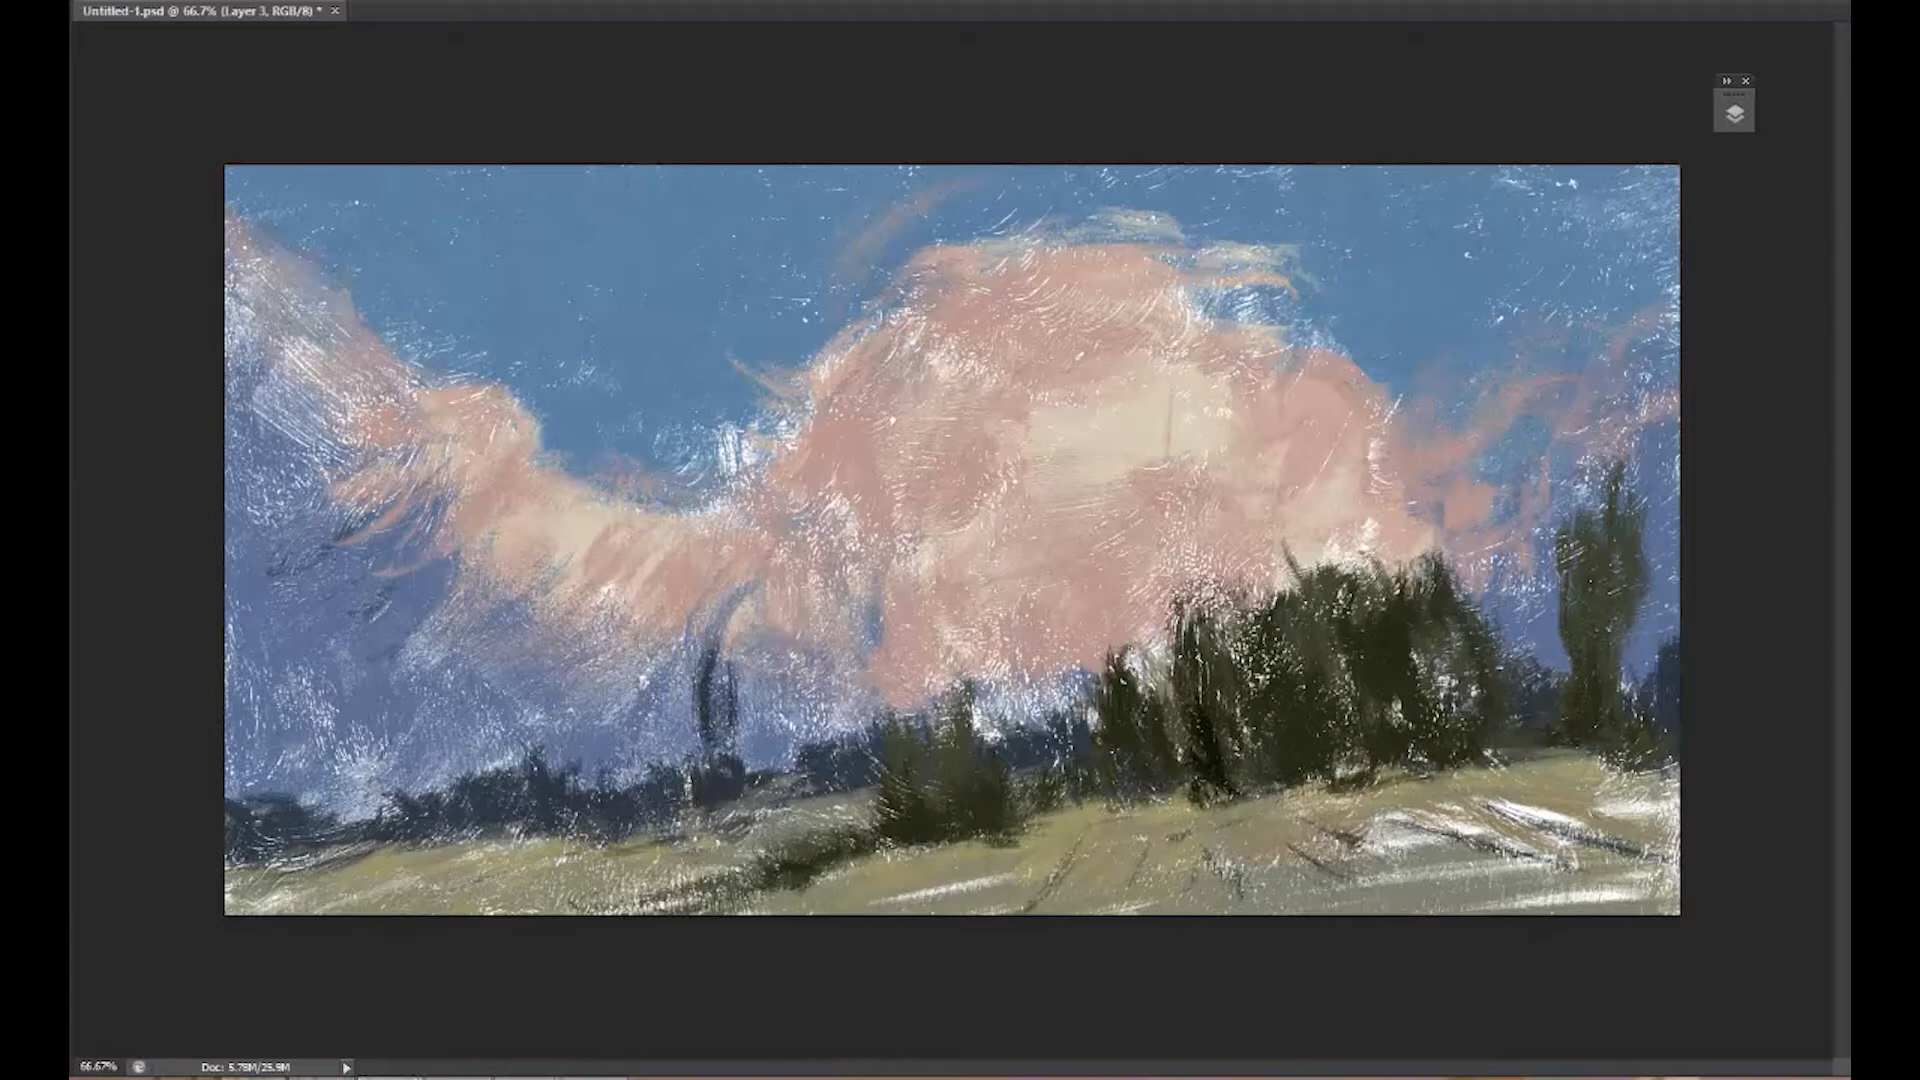 Untitled-1.psd @ 66.7% (Layer 3, RGB/8) *
66.67%
Doc: 5.78M/25.9M